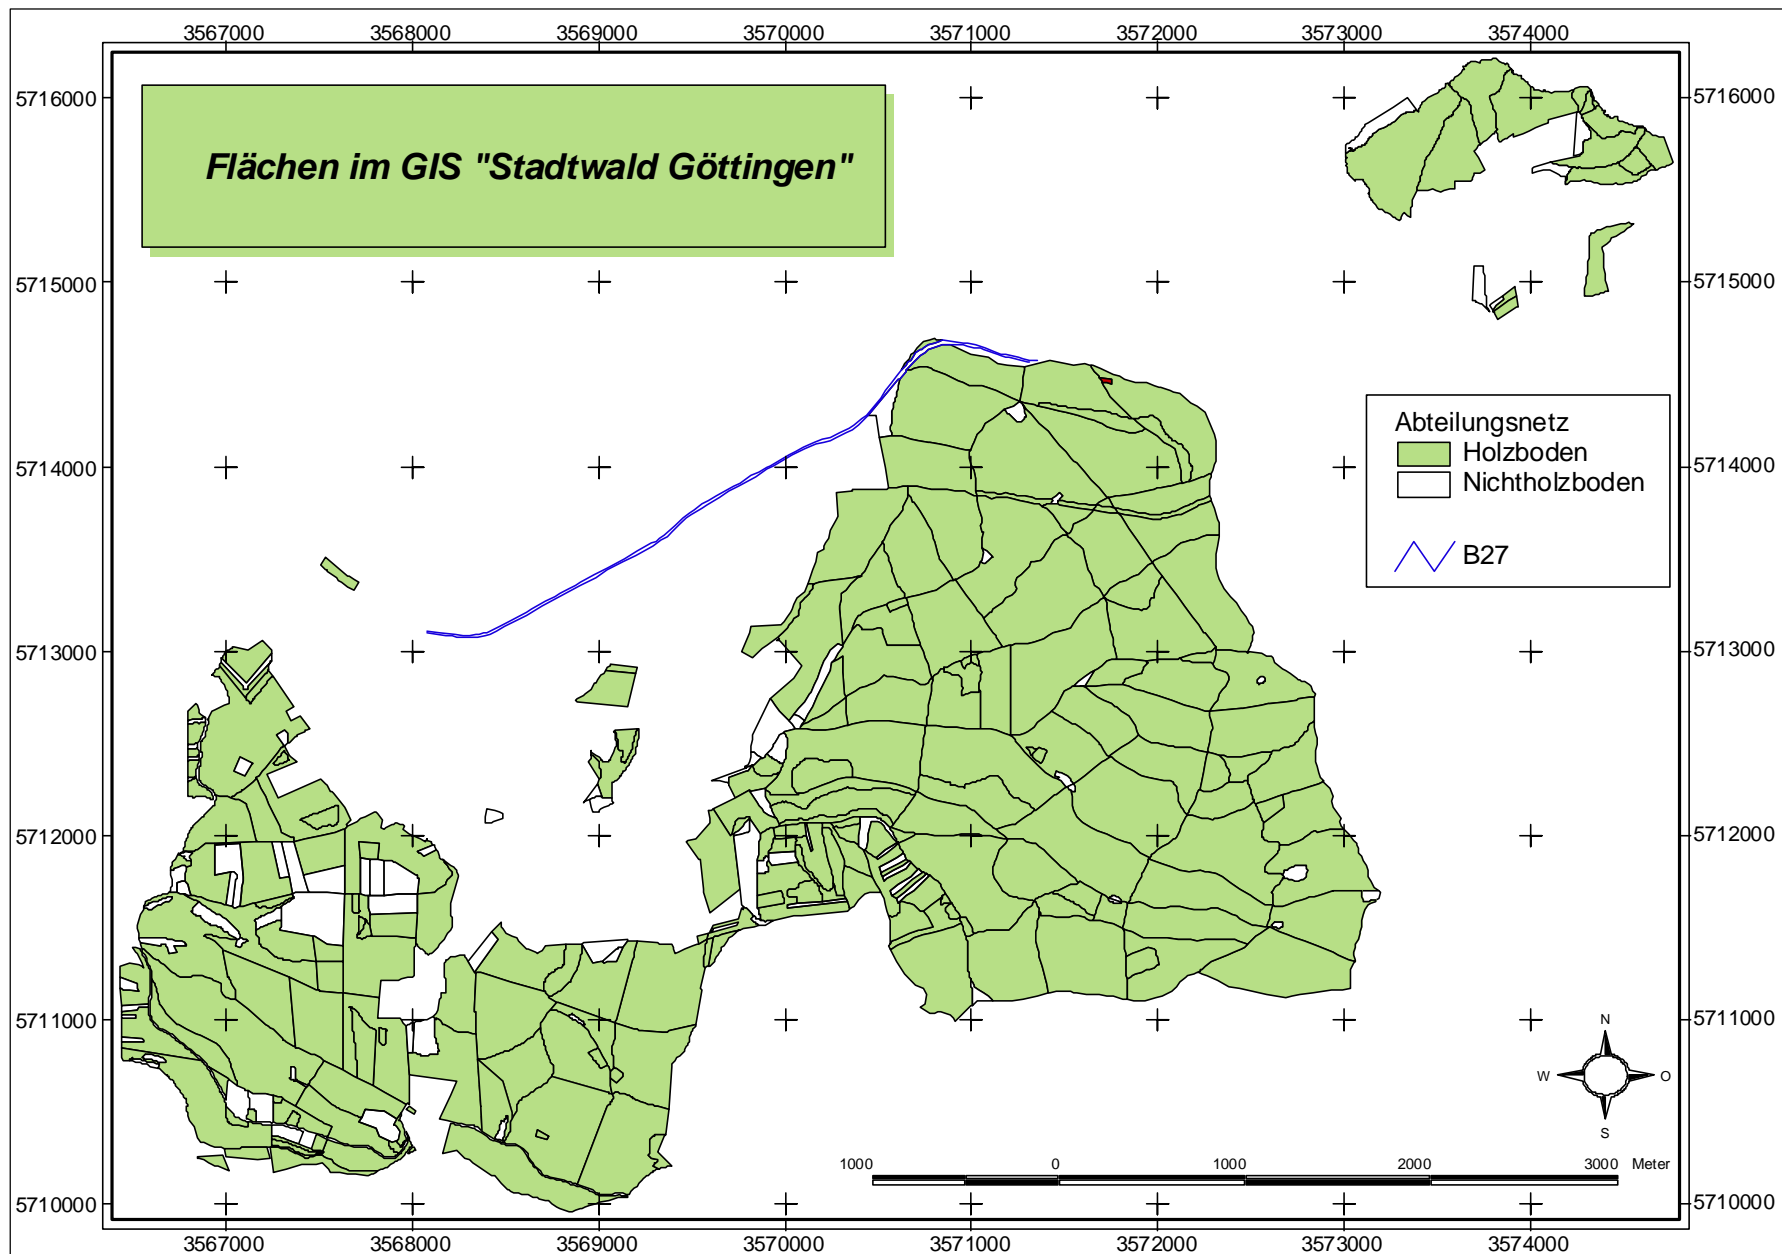 3567000 3568000 3569000 3570000 3571000 3572000 3573000 3574000
5716000 5716000
Flächen im GIS "Stadtwald Göttingen"
5715000 5715000
Abteilungsnetz
Holzboden
Nichtholzboden
B27
5714000 5714000
5713000 5713000
5712000 5712000
5711000 5711000
N
W O
S
1000 0 1000 2000 3000 Meter
5710000 5710000
3567000 3568000 3569000 3570000 3571000 3572000 3573000 3574000